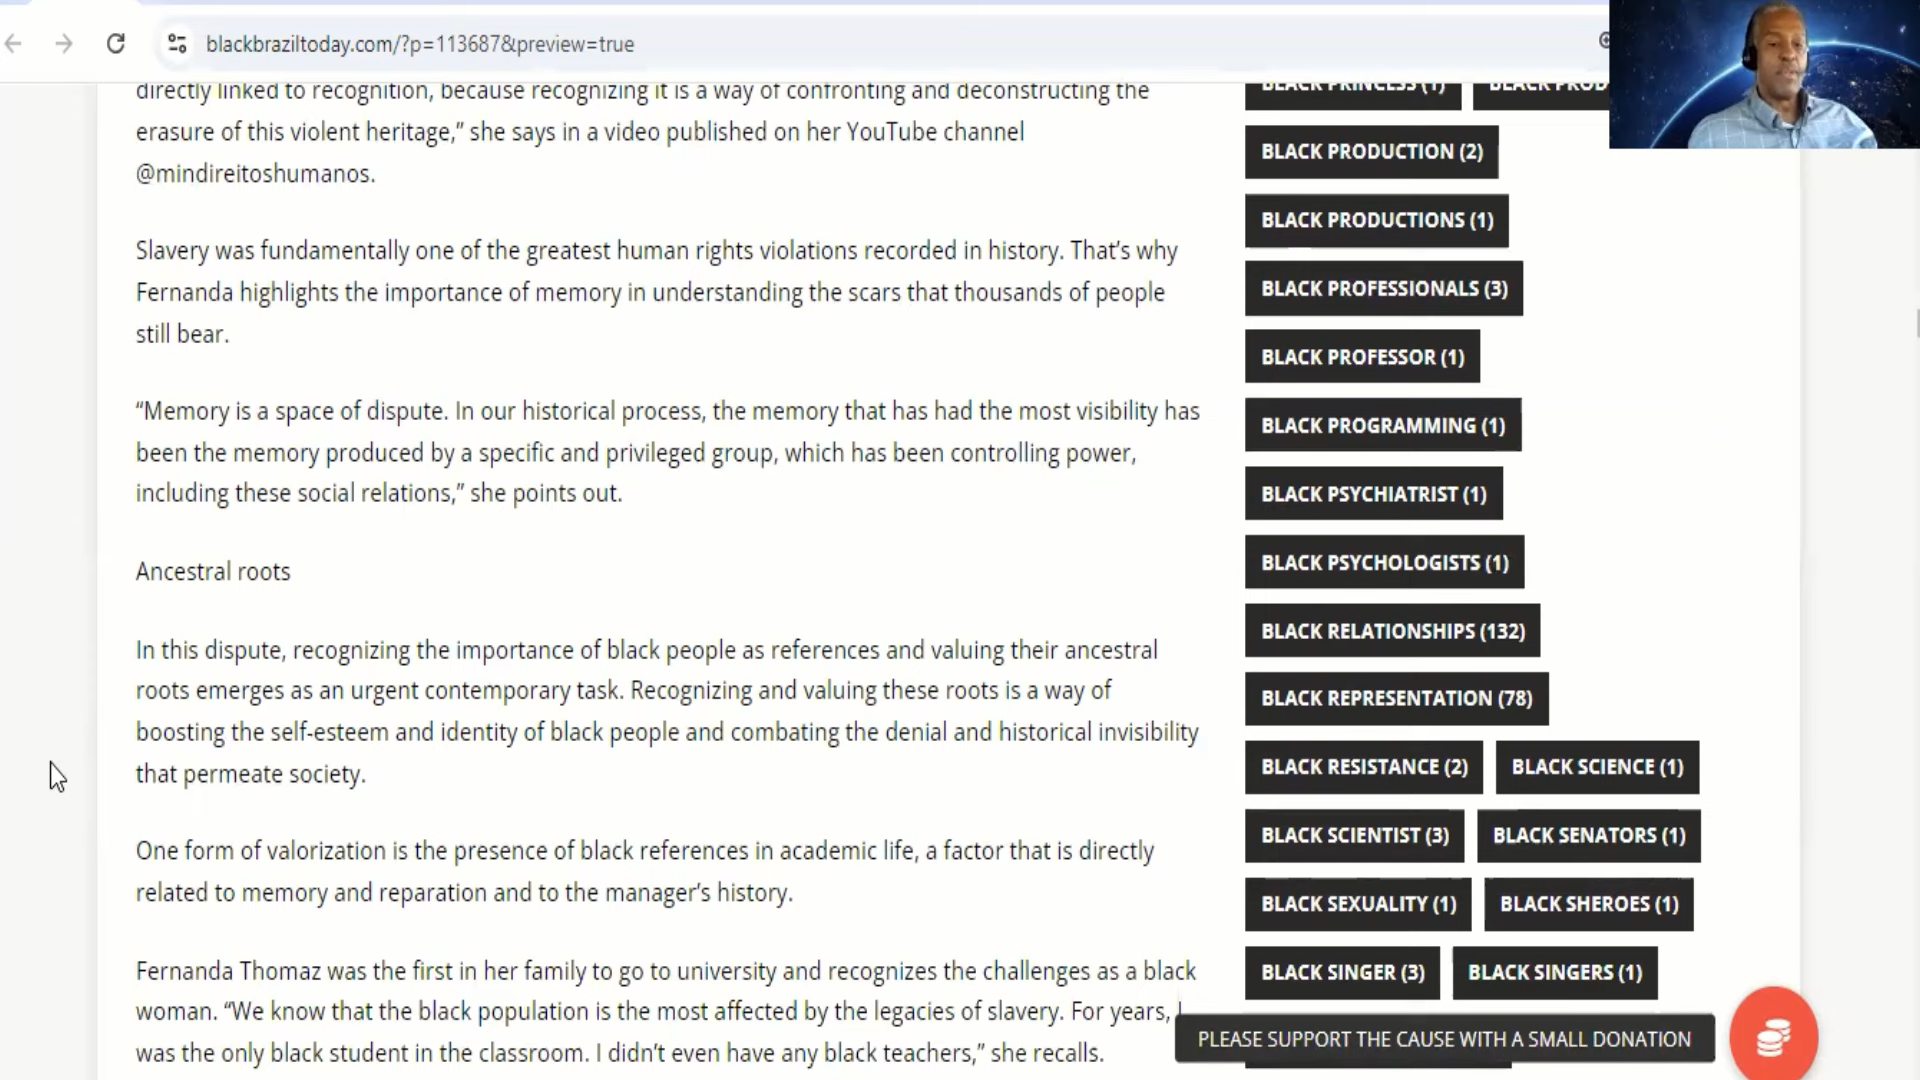 blackbraziltoday.com/?p=113687&preview=true
directly linked to recognition, because recognizing it is a way of confronting and deconstructing the
erasure of this violent heritage,” she says in a video published on her YouTube channel
@mindireitoshumanos.
Slavery was fundamentally one of the greatest human rights violations recorded in history. That’s why
Fernanda highlights the importance of memory in understanding the scars that thousands of people
still bear.
“Memory is a space of dispute. In our historical process, the memory that has had the most visibility has
been the memory produced by a specific and privileged group, which has been controlling power,
including these social relations,” she points out.
Ancestral roots
In this dispute, recognizing the importance of black people as references and valuing their ancestral
roots emerges as an urgent contemporary task. Recognizing and valuing these roots is a way of
boosting the self-esteem and identity of black people and combating the denial and historical invisibility
that permeate society.
One form of valorization is the presence of black references in academic life, a factor that is directly
related to memory and reparation and to the manager’s history.
Fernanda Thomaz was the first in her family to go to university and recognizes the challenges as a black
woman. “We know that the black population is the most affected by the legacies of slavery. For years, I
was the only black student in the classroom. I didn’t even have any black teachers,” she recalls.
BLACK PRINCESS (1) BLACK PROD
BLACK PRODUCTION (2)
BLACK PRODUCTIONS (1)
BLACK PROFESSIONALS (3)
BLACK PROFESSOR (1)
BLACK PROGRAMMING (1)
BLACK PSYCHIATRIST (1)
BLACK PSYCHOLOGISTS (1)
BLACK RELATIONSHIPS (132)
BLACK REPRESENTATION (78)
BLACK RESISTANCE (2) BLACK SCIENCE (1)
BLACK SCIENTIST (3) BLACK SENATORS (1)
BLACK SEXUALITY (1) BLACK SHEROES (1)
BLACK SINGER (3) BLACK SINGERS (1)
PLEASE SUPPORT THE CAUSE WITH A SMALL DONATION